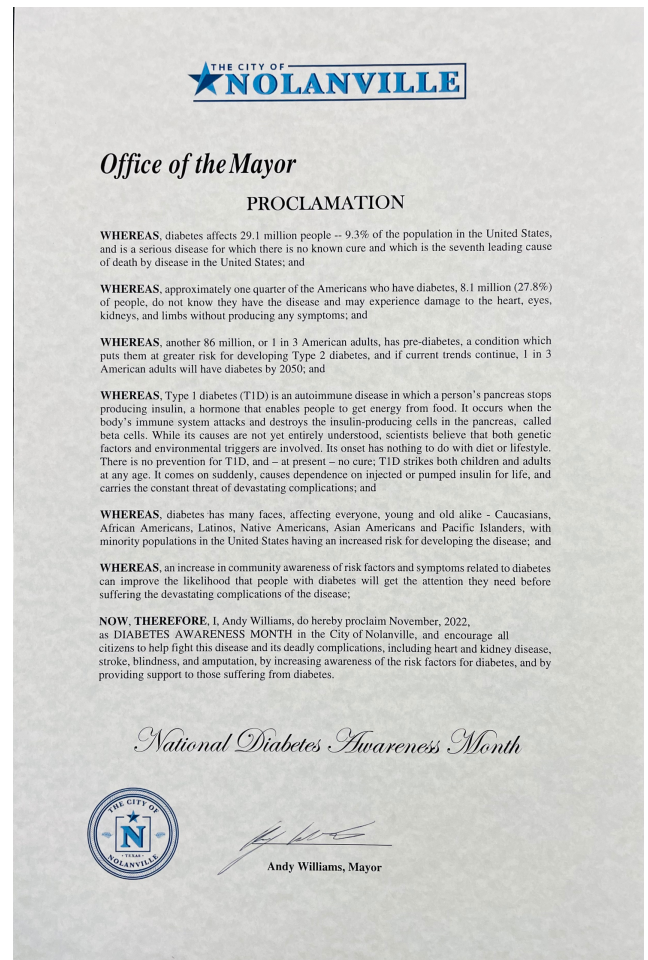 THE CITY OF
NOLANVILLE
Office of the Mayor
PROCLAMATION
WHEREAS, diabetes affects 29.1 million people -- 9.3% of the population in the United States,
and is a serious disease for which there is no known cure and which is the seventh leading cause
of death by disease in the United States; and
WHEREAS, approximately one quarter of the Americans who have diabetes, 8.1 million (27.8%)
of people, do not know they have the disease and may experience damage to the heart, eyes,
kidneys, and limbs without producing any symptoms; and
WHEREAS, another 86 million, or 1 in 3 American adults, has pre-diabetes, a condition which
puts them at greater risk for developing Type 2 diabetes, and if current trends continue, 1 in 3
American adults will have diabetes by 2050; and
WHEREAS, Type 1 diabetes (T1D) is an autoimmune disease in which a person's pancreas stops
producing insulin, a hormone that enables people to get energy from food. It occurs when the
body's immune system attacks and destroys the insulin-producing cells in the pancreas, called
beta cells. While its causes are not yet entirely understood, scientists believe that both genetic
factors and environmental triggers are involved. Its onset has nothing to do with diet or lifestyle.
There is no prevention for T1D, and – at present – no cure; T1D strikes both children and adults
at any age. It comes on suddenly, causes dependence on injected or pumped insulin for life, and
carries the constant threat of devastating complications; and
WHEREAS, diabetes has many faces, affecting everyone, young and old alike - Caucasians,
African Americans, Latinos, Native Americans, Asian Americans and Pacific Islanders, with
minority populations in the United States having an increased risk for developing the disease; and
WHEREAS, an increase in community awareness of risk factors and symptoms related to diabetes
can improve the likelihood that people with diabetes will get the attention they need before
suffering the devastating complications of the disease;
NOW, THEREFORE, I, Andy Williams, do hereby proclaim November, 2022,
as DIABETES AWARENESS MONTH in the City of Nolanville, and encourage all
citizens to help fight this disease and its deadly complications, including heart and kidney disease,
stroke, blindness, and amputation, by increasing awareness of the risk factors for diabetes, and by
providing support to those suffering from diabetes.
National Diabetes Awareness Month
THE CITY OF
N
TEXAS
NOLANVILLE
Andy Williams, Mayor